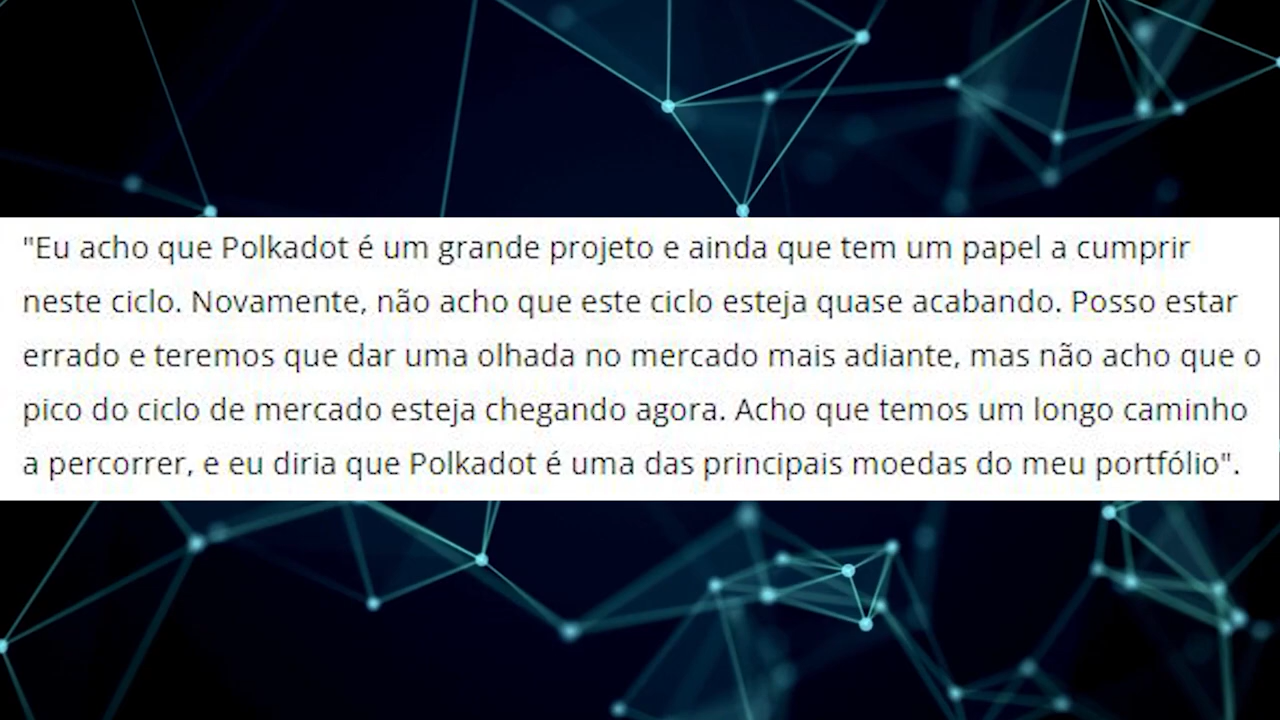 "Eu acho que Polkadot é um grande projeto e ainda que tem um papel a cumprir
neste ciclo. Novamente, não acho que este ciclo esteja quase acabando. Posso estar
errado e teremos que dar uma olhada no mercado mais adiante, mas não acho que o
pico do ciclo de mercado esteja chegando agora. Acho que temos um longo caminho
a percorrer, e eu diria que Polkadot é uma das principais moedas do meu portfólio".